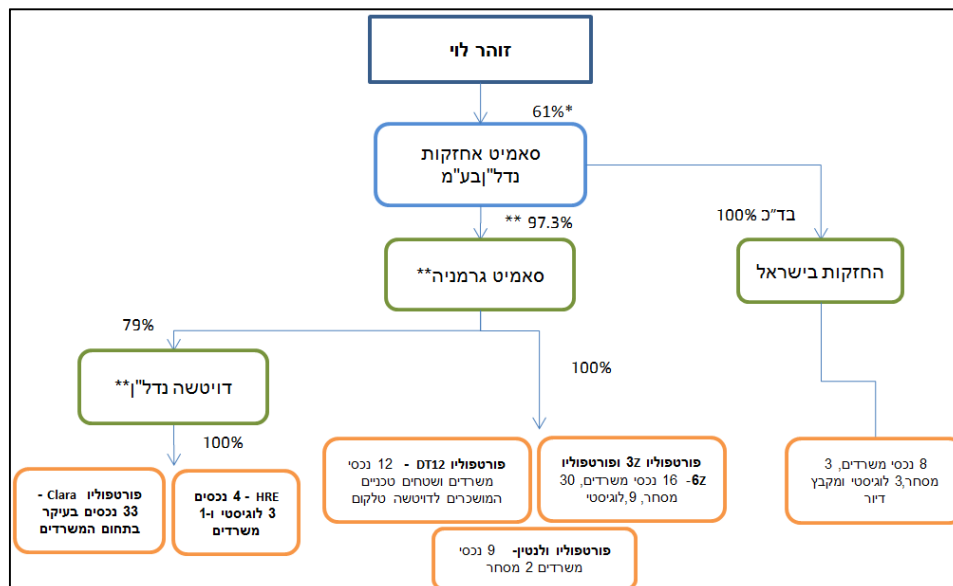 זוהר לוי
61%*
סאמיט אחזקות
נדל"ןבע"מ
** 97.3%
בד"כ 100%
סאמיט גרמניה**
החזקות בישראל
79%
100%
דויטשה נדל"ן**
100%
פורטפוליו Clara -
33 נכסים בעיקר
בתחום המשרדים
HRE - 4 נכסים
3 לוגיסטי ו-1
משרדים
פורטפוליו DT12 - 12 נכסי
משרדים ושטחים טכניים
המושכרים לדויטשה טלקום
פורטפוליו 3Z ופורטפוליו
6Z- 16 נכסי משרדים, 30
מסחר, 9,לוגיסטי
8 נכסי משרדים, 3
מסחר,3 לוגיסטי ומקבץ
דיור
פורטפוליו ולנטין- 9 נכסי
משרדים 2 מסחר